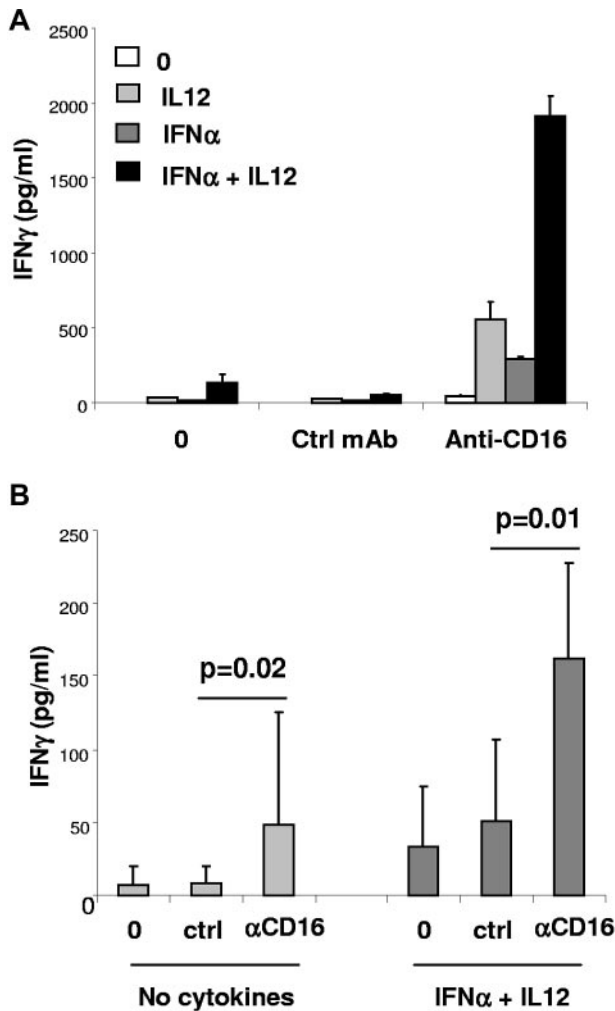 A
2500
2000
1500
1000
500
0
IFNγ (pg/ml)
0
IL12
IFNα
IFNα + IL12
0 Ctrl mAb Anti-CD16
B
250
200
150
100
50
0
IFNγ (pg/ml)
p=0.02
p=0.01
0 ctrl αCD16 0 ctrl αCD16
No cytokines IFNα + IL12